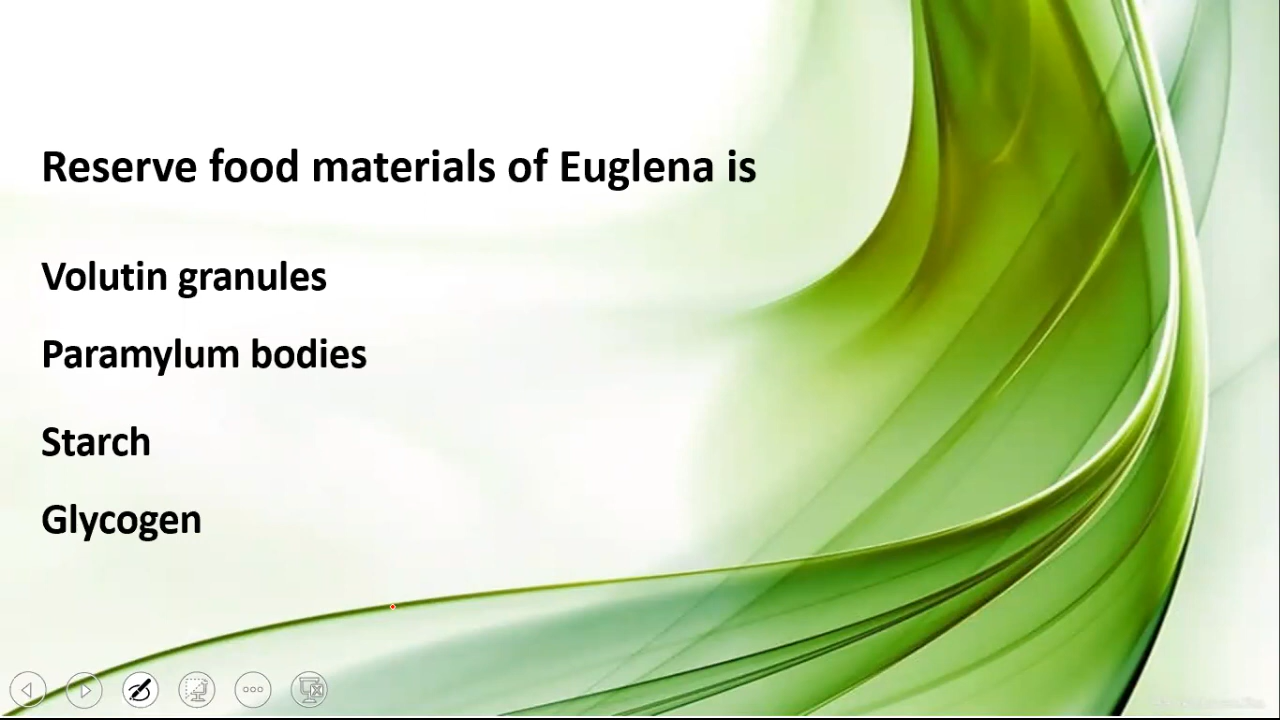 Reserve food materials of Euglena is
Volutin granules
Paramylum bodies
Starch
Glycogen